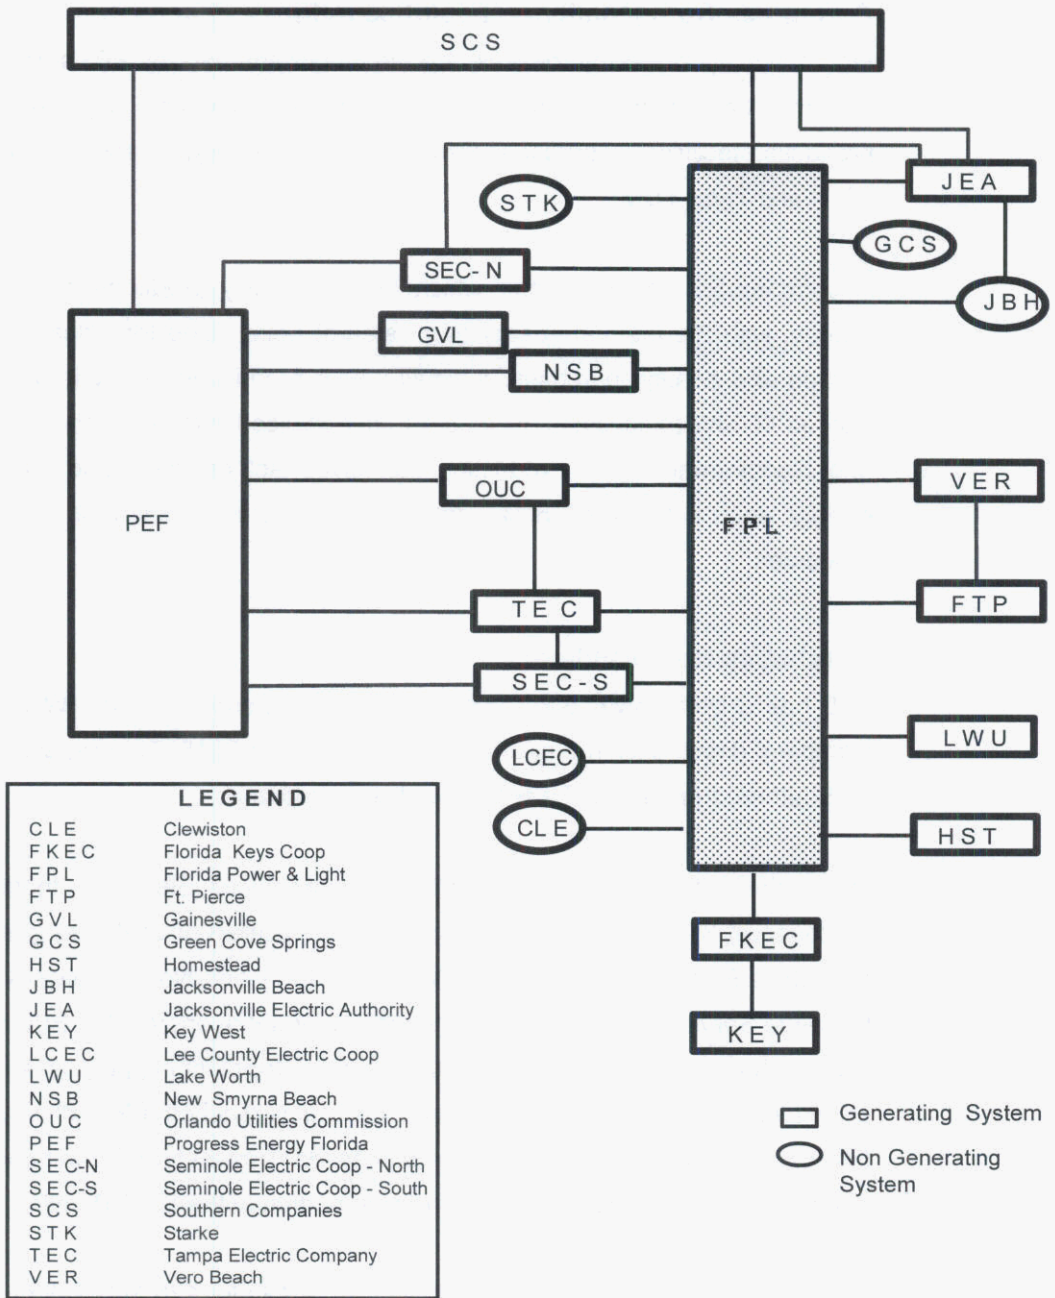 SCS
JEA
STK
GCS
SEC- N
JBH
GVL
NSB
OUC
VER
PEF
FPL
TEC
FTP
SEC-S
LWU
LCEC
CLE
HST
FKEC
KEY
LEGEND
CLE Clewiston
FKEC Florida Keys Coop
FPL Florida Power & Light
FTP Ft. Pierce
GVL Gainesville
GCS Green Cove Springs
HST Homestead
JBH Jacksonville Beach
JEA Jacksonville Electric Authority
KEY Key West
LCEC Lee County Electric Coop
LWU Lake Worth
NSB New Smyrna Beach
OUC Orlando Utilities Commission
PEF Progress Energy Florida
SEC-N Seminole Electric Coop - North
SEC-S Seminole Electric Coop - South
SCS Southern Companies
STK Starke
TEC Tampa Electric Company
VER Vero Beach
Generating System
Non Generating
System